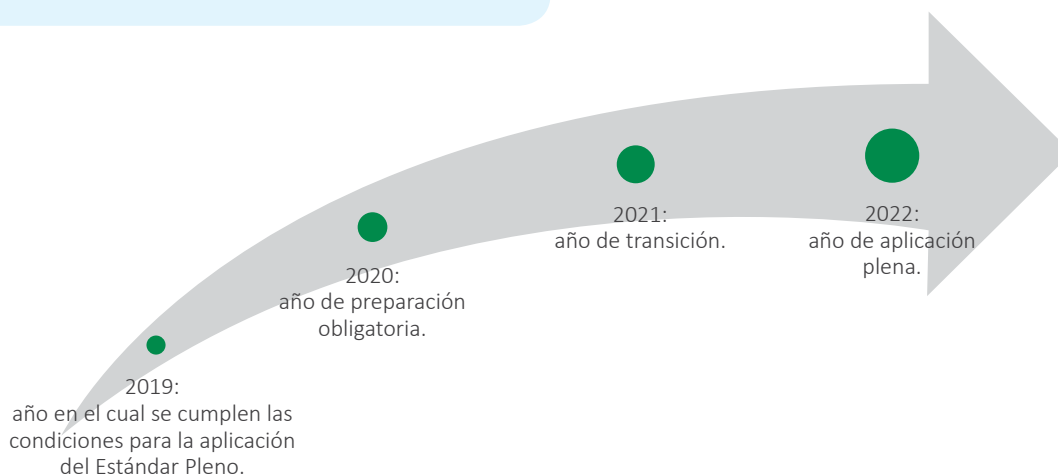 2019:
año en el cual se cumplen las
condiciones para la aplicación
del Estándar Pleno.
2020:
año de preparación
obligatoria.
2021:
año de transición.
2022:
año de aplicación
plena.